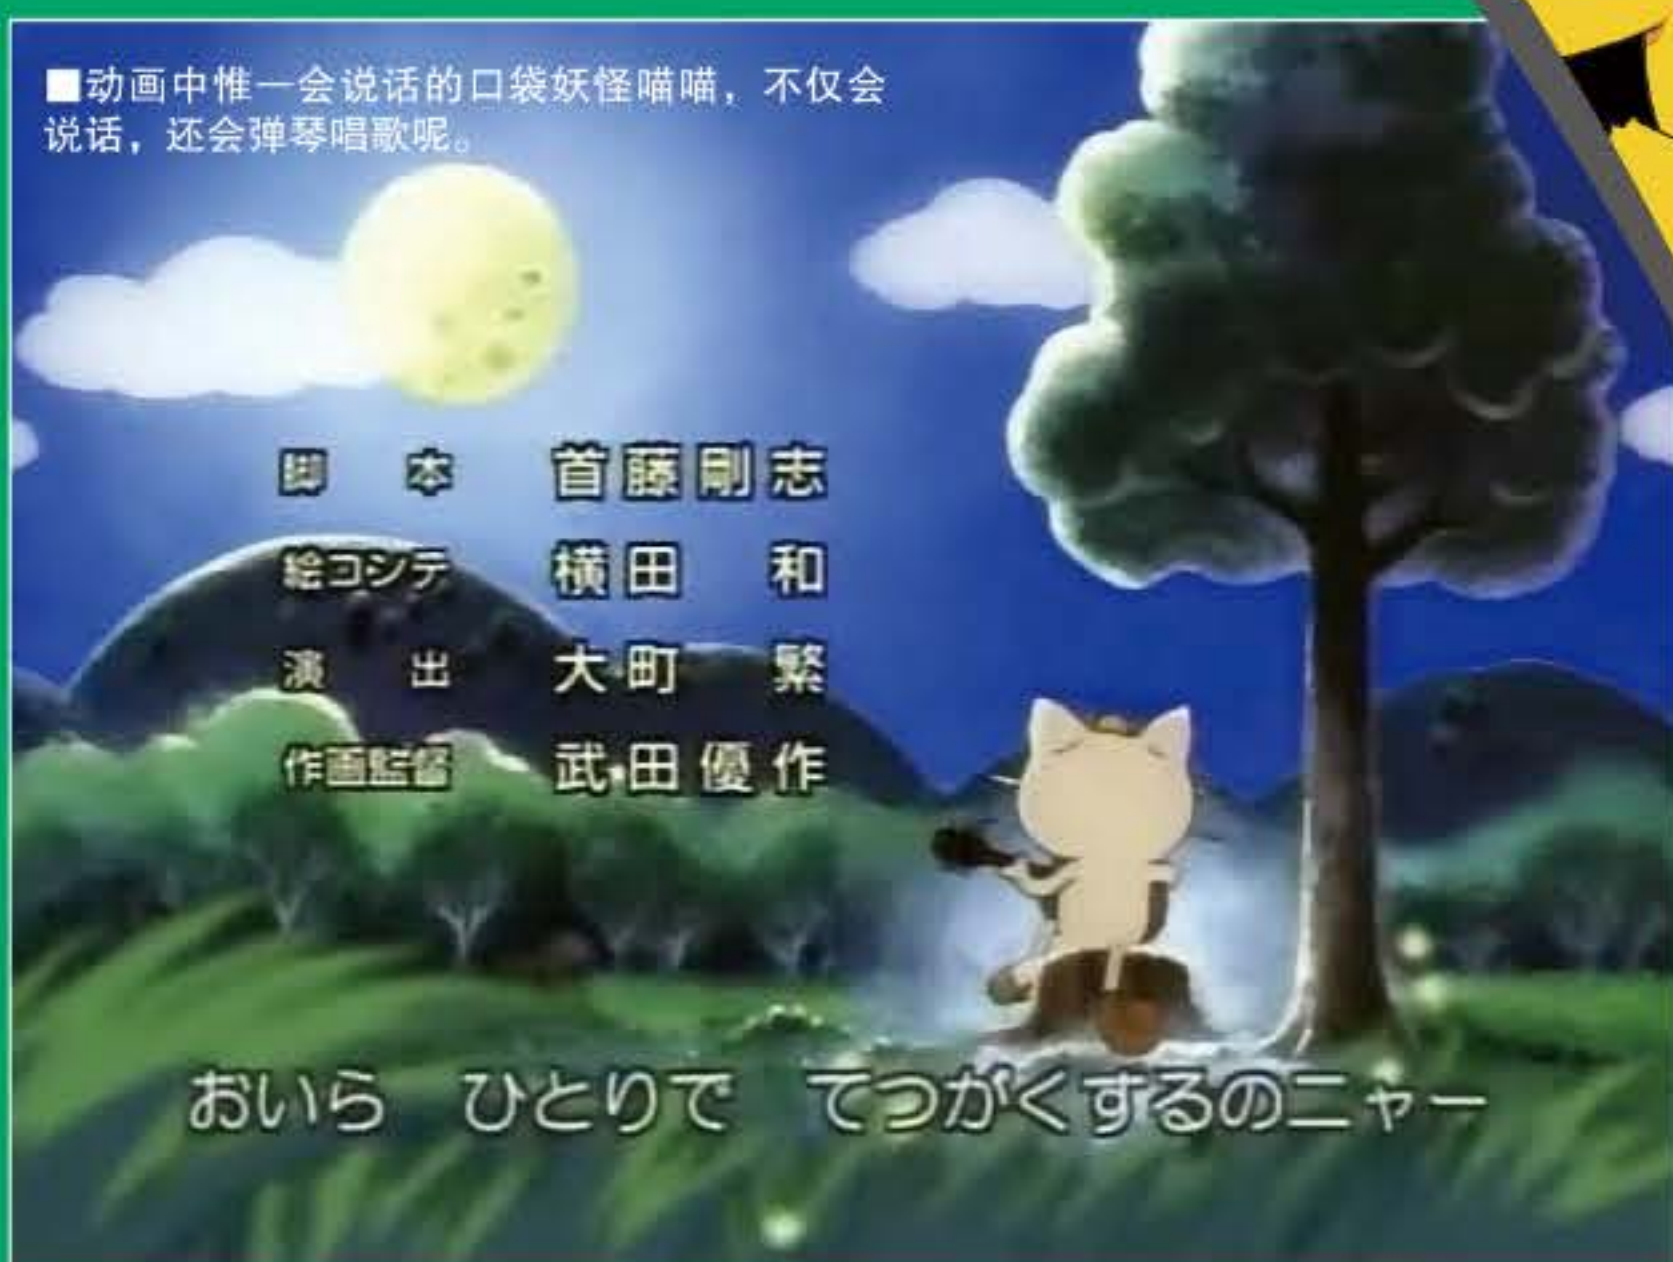 ■动画中惟一会说话的口袋妖怪喵喵，不仅会
说话，还会弹琴唱歌呢。
脚本 首藤剛志
絵コンテ 横田和
演出 大町繁
作画監督 武田優作
おいら ひとりで てつがくするのニャー